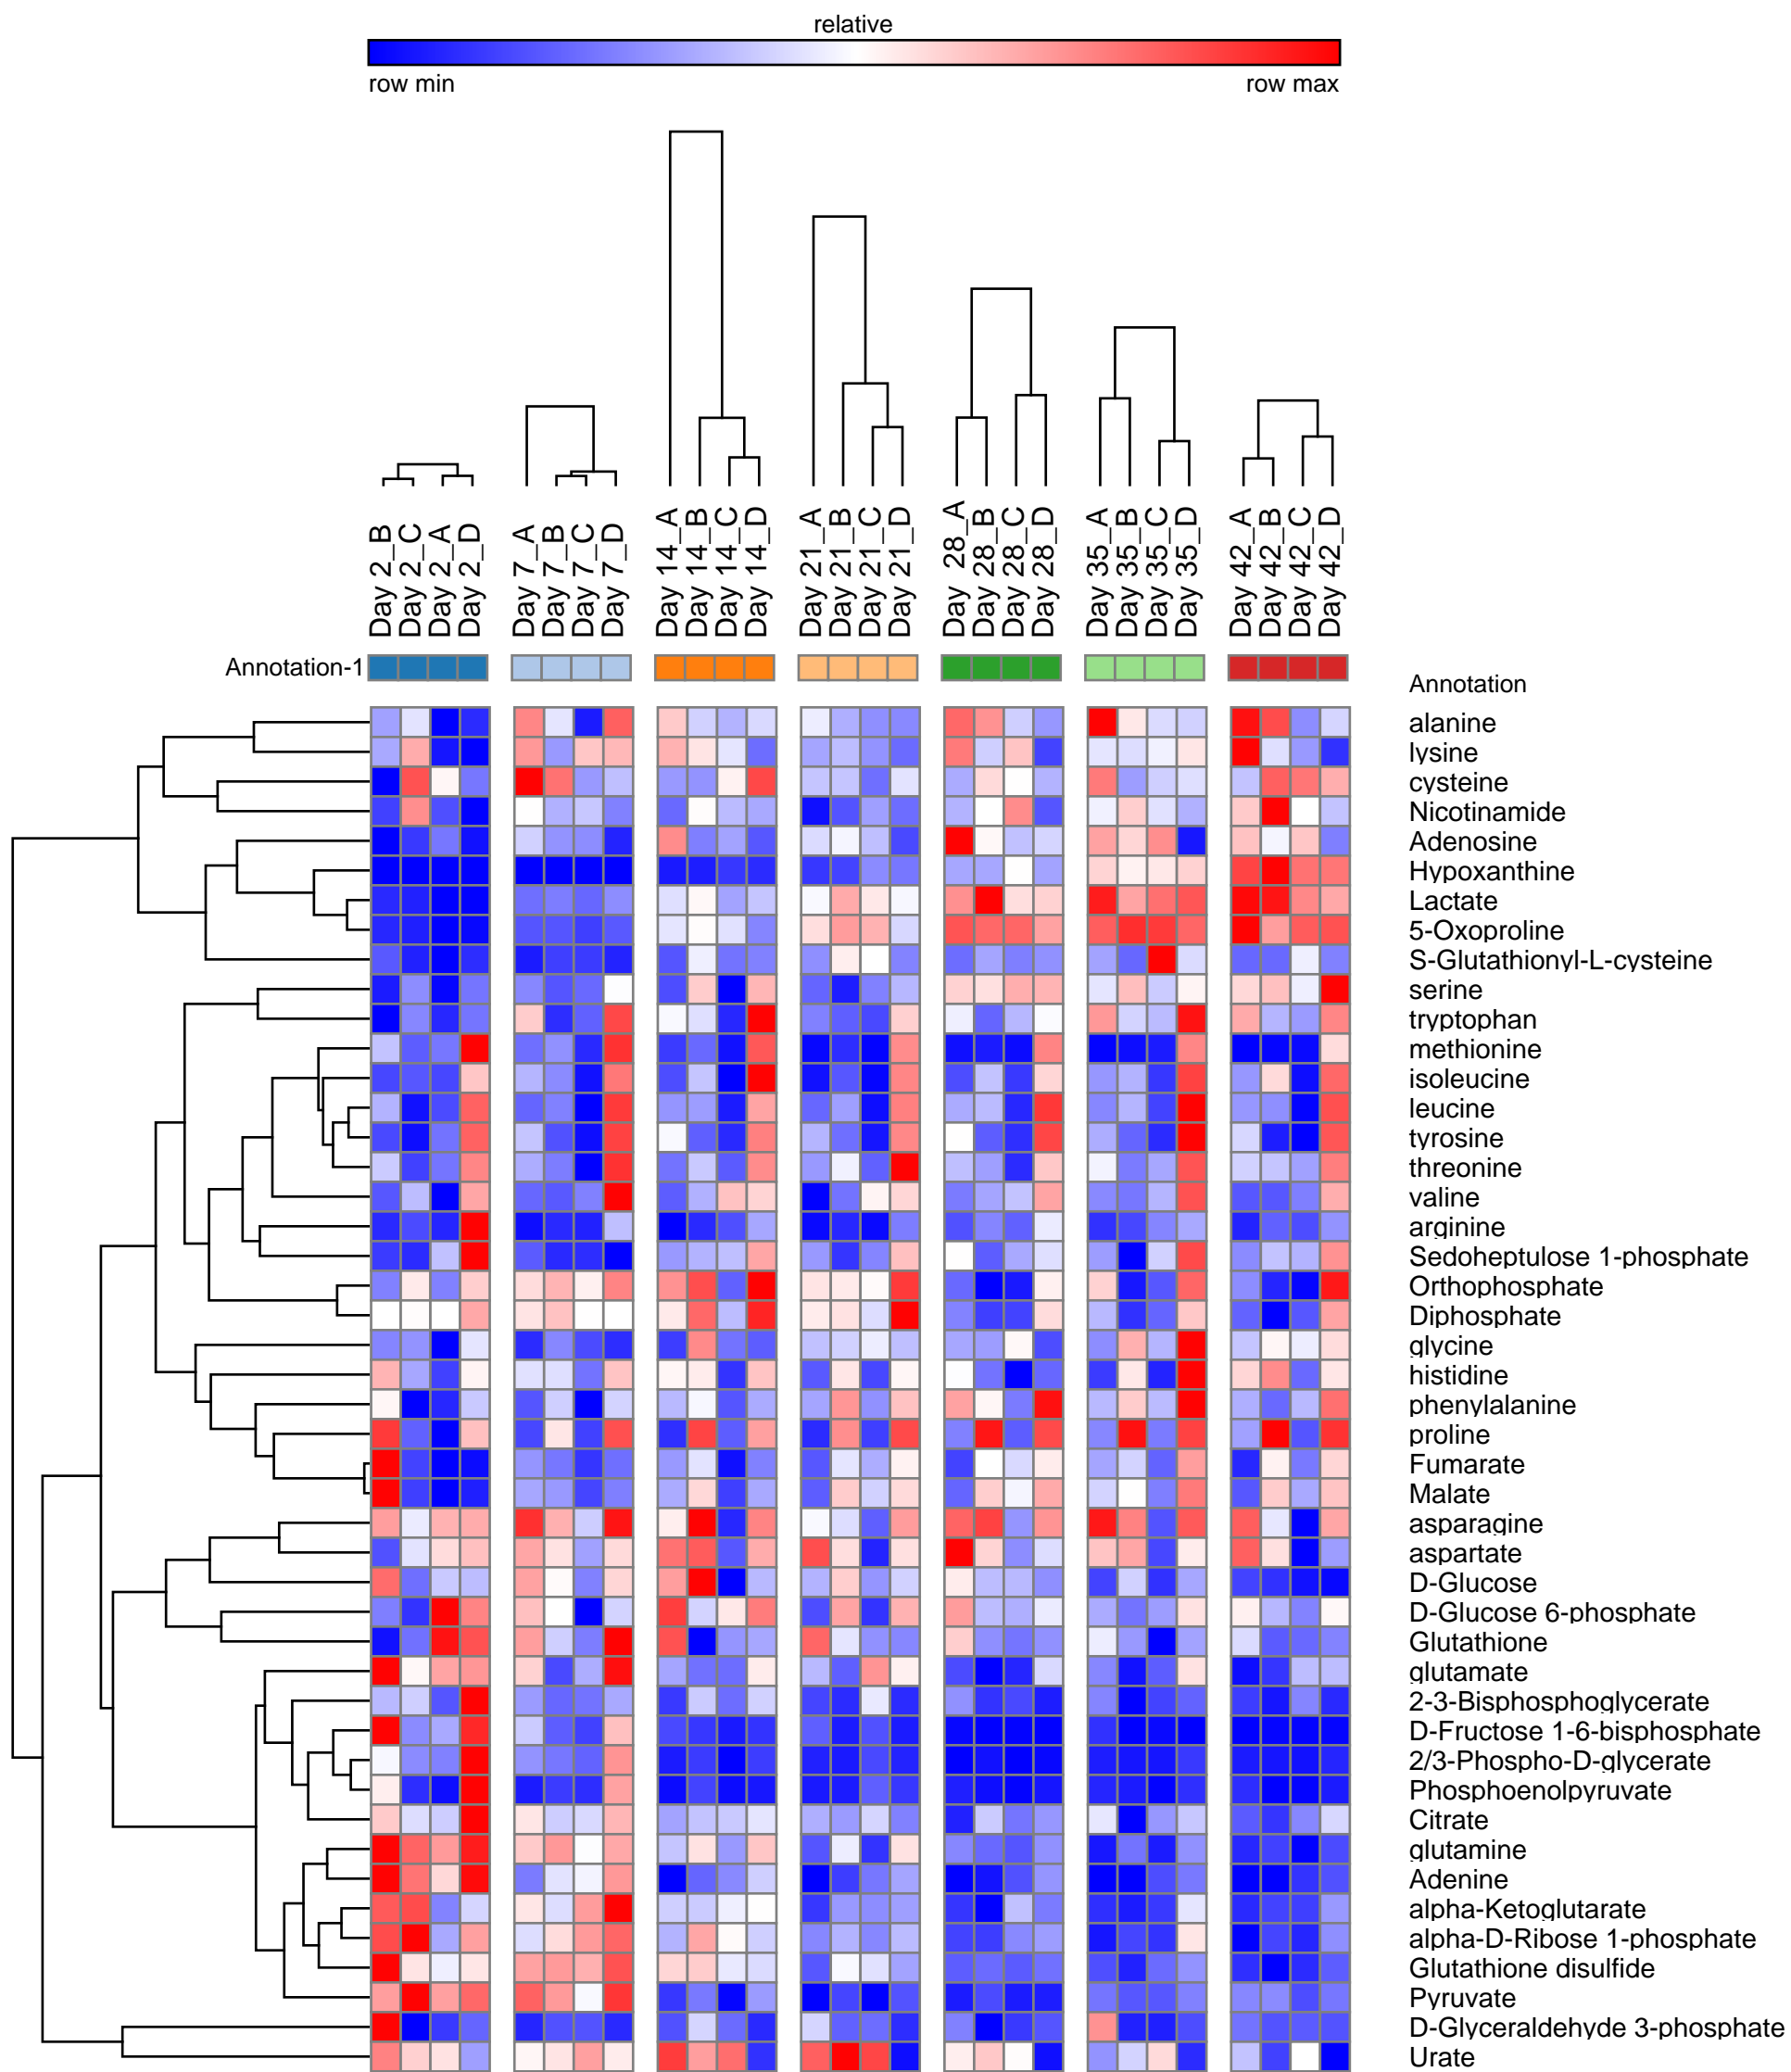 relative
row min
row max
Day 2_B
Day 2_C
Day 2_A
Day 2_D
Day 7_A
Day 7_B
Day 7_C
Day 7_D
Day 14_A
Day 14_B
Day 14_C
Day 14_D
Day 21_A
Day 21_B
Day 21_C
Day 21_D
Day  28_A
Day 28_B
Day 28_C
Day 28_D
Day 35_A
Day 35_B
Day 35_C
Day 35_D
Day 42_A
Day 42_B
Day 42_C
Day 42_D
Annotation-1
Annotation
alanine
lysine
cysteine
Nicotinamide
Adenosine
Hypoxanthine
Lactate
5-Oxoproline
S-Glutathionyl-L-cysteine
serine
tryptophan
methionine
isoleucine
leucine
tyrosine
threonine
valine
arginine
Sedoheptulose 1-phosphate
Orthophosphate
Diphosphate
glycine
histidine
phenylalanine
proline
Fumarate
Malate
asparagine
aspartate
D-Glucose
D-Glucose 6-phosphate
Glutathione
glutamate
2-3-Bisphosphoglycerate
D-Fructose 1-6-bisphosphate
2/3-Phospho-D-glycerate
Phosphoenolpyruvate
Citrate
glutamine
Adenine
alpha-Ketoglutarate
alpha-D-Ribose 1-phosphate
Glutathione disulfide
Pyruvate
D-Glyceraldehyde 3-phosphate
Urate